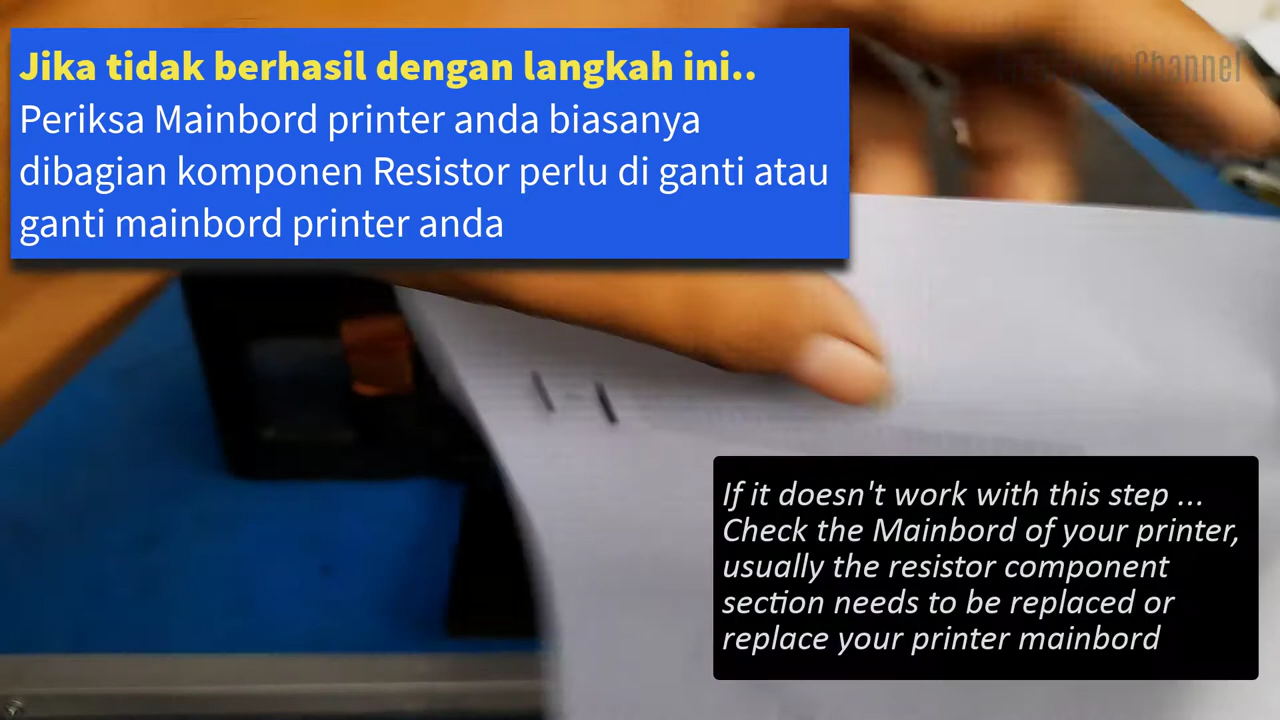 Jika tidak berhasil dengan langkah ini..
Periksa Mainbord printer anda biasanya
dibagian komponen Resistor perlu di ganti atau
ganti mainbord printer anda
Channel
If it doesn't work with this step ...
Check the Mainbord of your printer,
usually the resistor component
section needs to be replaced or
replace your printer mainbord